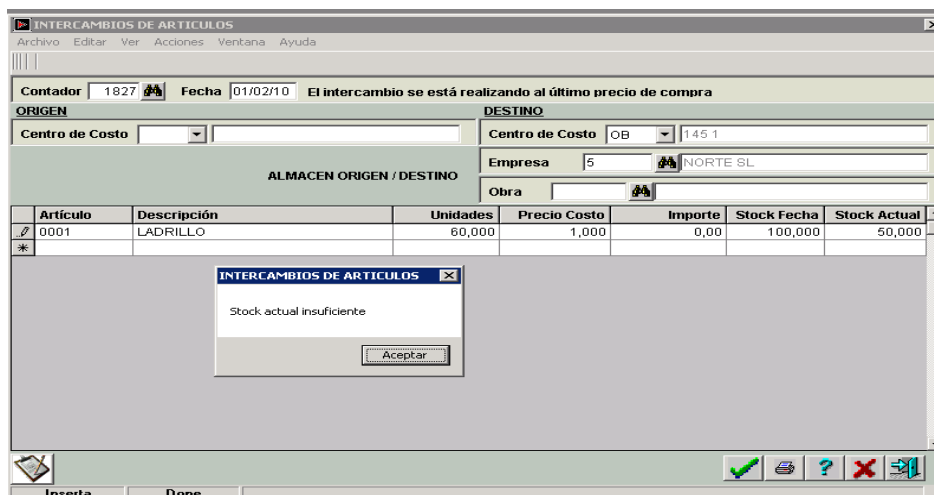 INTERCAMBIOS DE ARTICULOS
Archivo Editar Ver Acciones Ventana Ayuda
Contador 1827 Fecha 01/02/10 El intercambio se está realizando al último precio de compra
ORIGEN DESTINO
Centro de Costo Centro de Costo OB 145 1
Empresa 5 NORTE SL
ALMACEN ORIGEN / DESTINO
Obra
Artículo Descripción Unidades Precio Costo Importe Stock Fecha Stock Actual
0001 LADRILLO 60,000 1,000 0,00 100,000 50,000
INTERCAMBIOS DE ARTICULOS
Stock actual insuficiente
Aceptar
Inserta Done